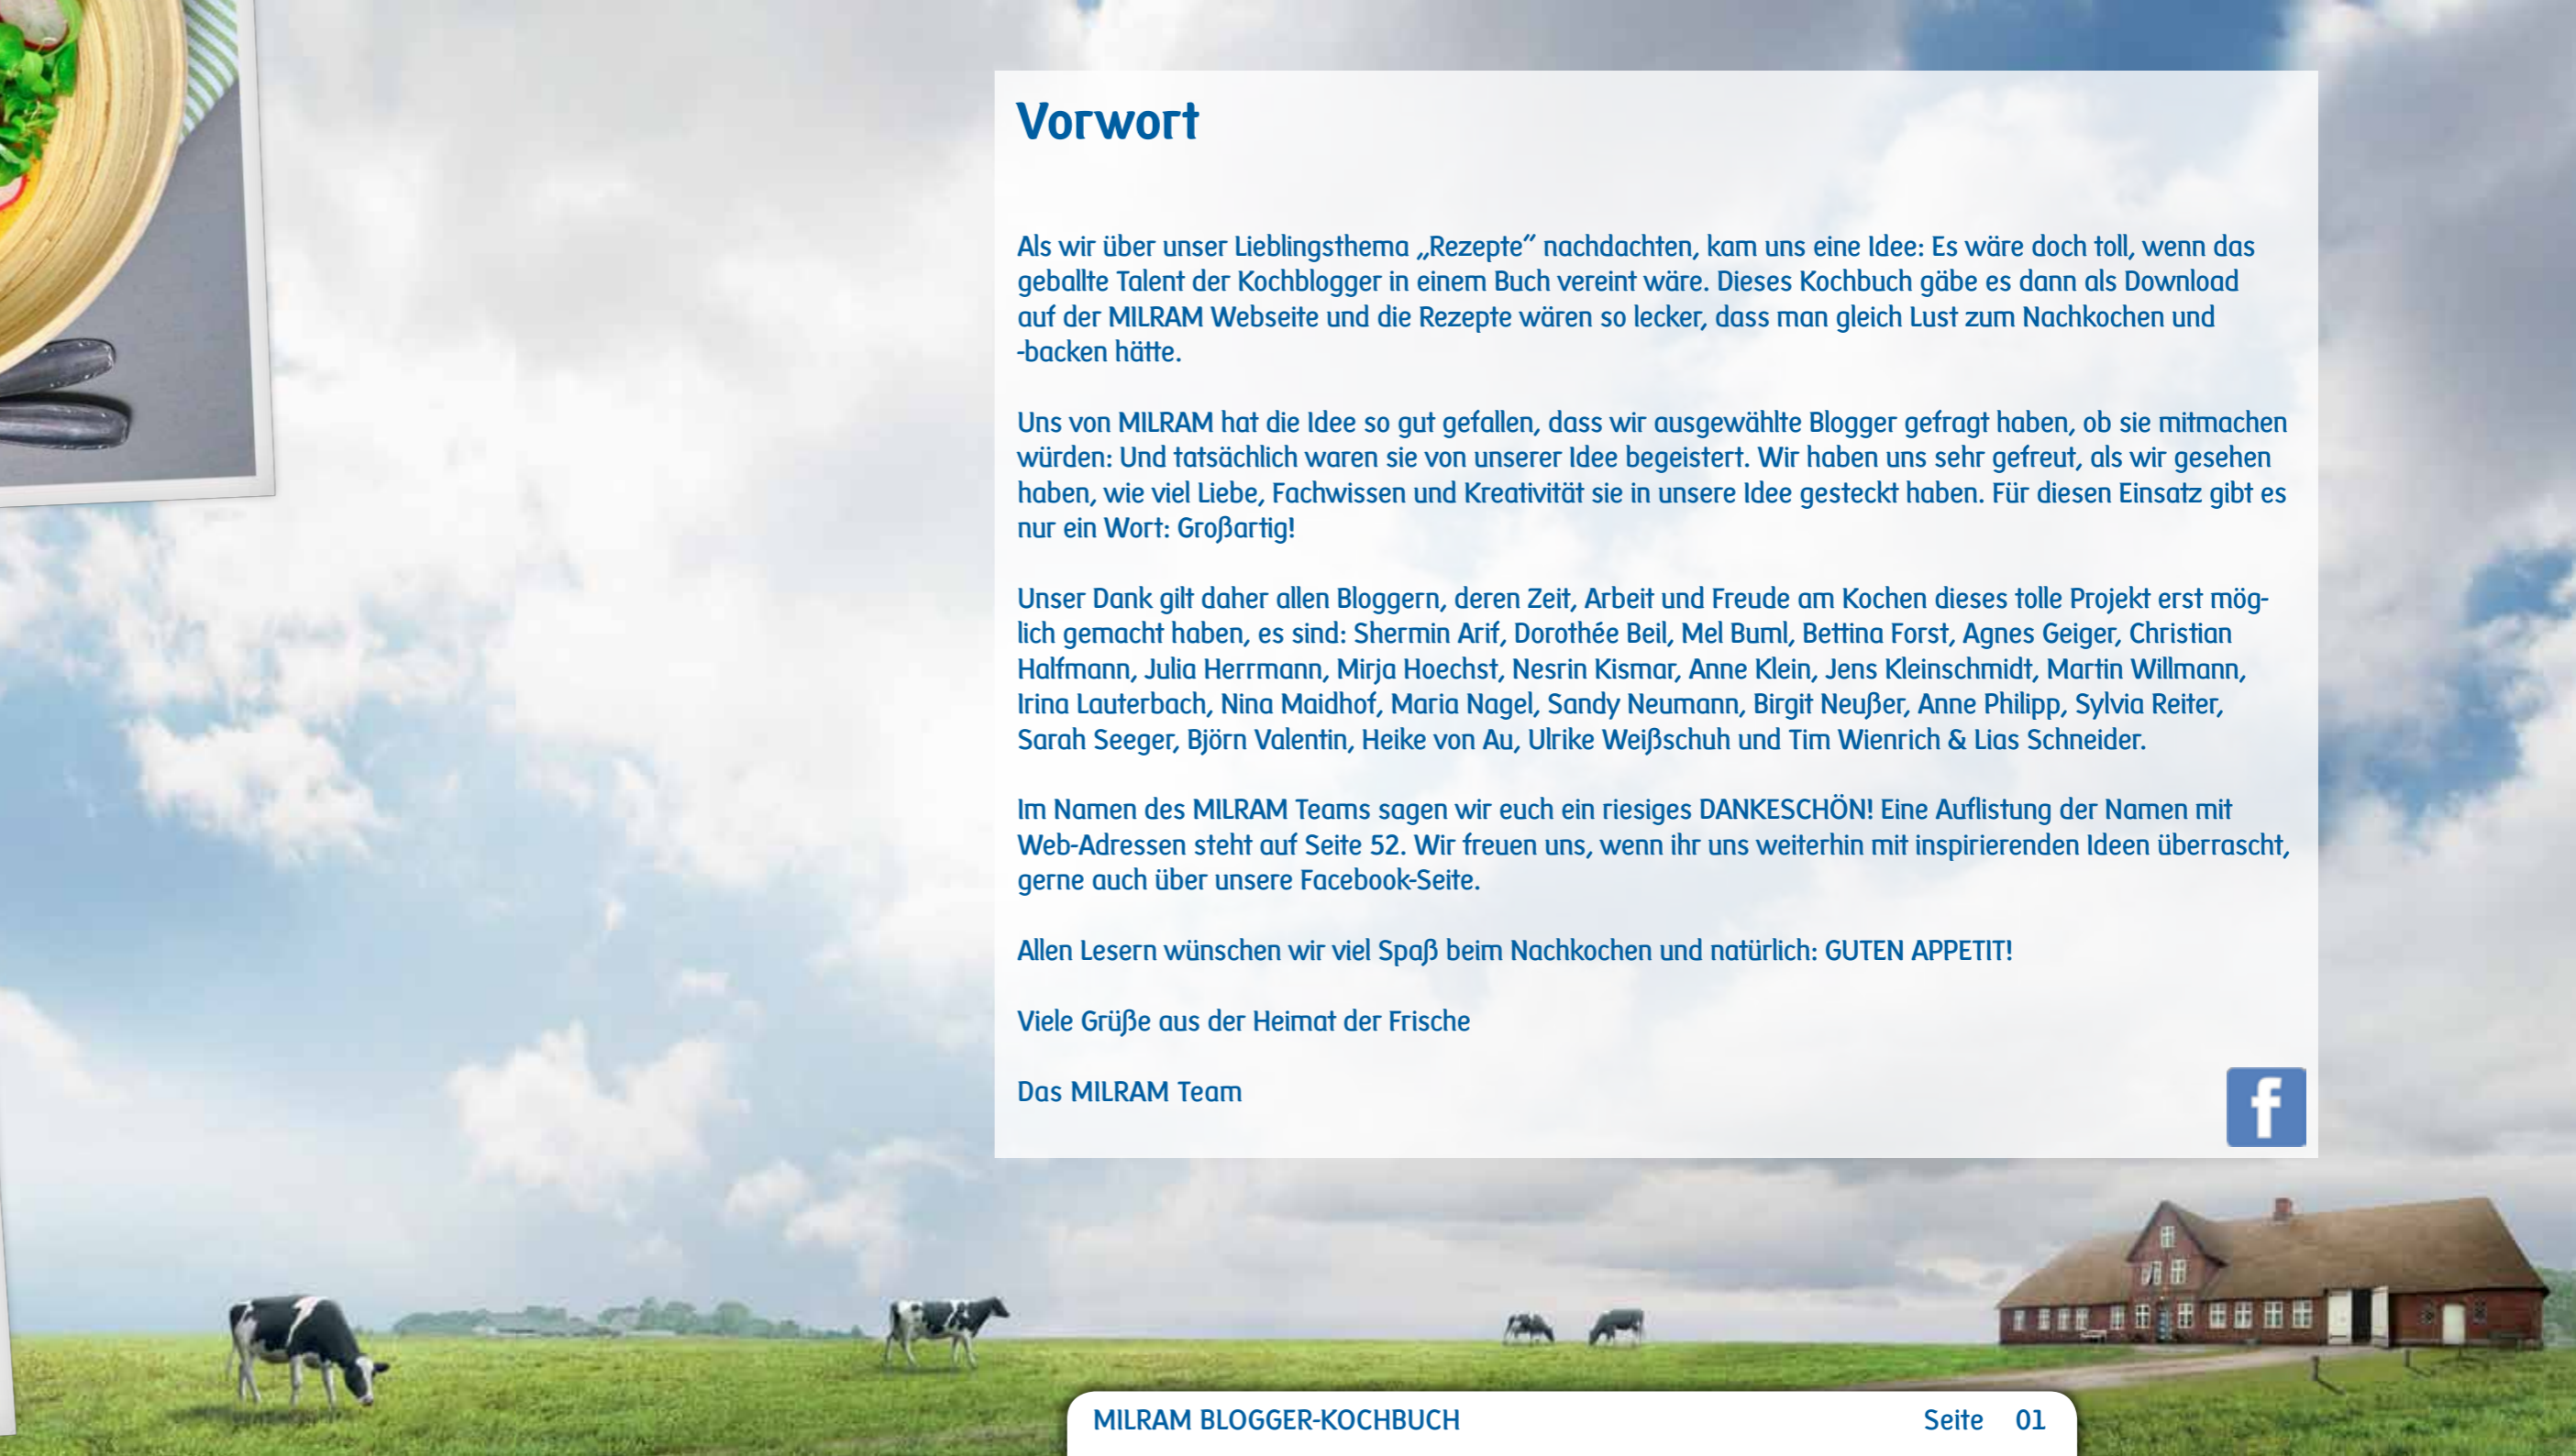 Vorwort
Als wir über unser Lieblingsthema „Rezepte“ nachdachten, kam uns eine Idee: Es wäre doch toll, wenn das
geballte Talent der Kochblogger in einem Buch vereint wäre. Dieses Kochbuch gäbe es dann als Download
auf der MILRAM Webseite und die Rezepte wären so lecker, dass man gleich Lust zum Nachkochen und
-backen hätte.
Uns von MILRAM hat die Idee so gut gefallen, dass wir ausgewählte Blogger gefragt haben, ob sie mitmachen
würden: Und tatsächlich waren sie von unserer Idee begeistert. Wir haben uns sehr gefreut, als wir gesehen
haben, wie viel Liebe, Fachwissen und Kreativität sie in unsere Idee gesteckt haben. Für diesen Einsatz gibt es
nur ein Wort: Großartig!
Unser Dank gilt daher allen Bloggern, deren Zeit, Arbeit und Freude am Kochen dieses tolle Projekt erst mög-
lich gemacht haben, es sind: Shermin Arif, Dorothée Beil, Mel Buml, Bettina Forst, Agnes Geiger, Christian
Halfmann, Julia Herrmann, Mirja Hoechst, Nesrin Kismar, Anne Klein, Jens Kleinschmidt, Martin Willmann,
Irina Lauterbach, Nina Maidhof, Maria Nagel, Sandy Neumann, Birgit Neußer, Anne Philipp, Sylvia Reiter,
Sarah Seeger, Björn Valentin, Heike von Au, Ulrike Weißschuh und Tim Wienrich & Lias Schneider.
Im Namen des MILRAM Teams sagen wir euch ein riesiges DANKESCHÖN! Eine Auflistung der Namen mit
Web-Adressen steht auf Seite 52. Wir freuen uns, wenn ihr uns weiterhin mit inspirierenden Ideen überrascht,
gerne auch über unsere Facebook-Seite.
Allen Lesern wünschen wir viel Spaß beim Nachkochen und natürlich: GUTEN APPETIT!
Viele Grüße aus der Heimat der Frische
Das MILRAM Team
f
MILRAM BLOGGER-KOCHBUCH Seite 01